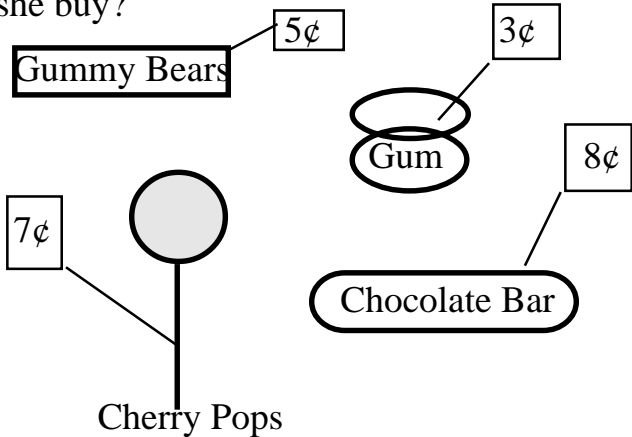 she buy?
5¢
3¢
Gummy Bears
Gum
8¢
7¢
Chocolate Bar
Cherry Pops